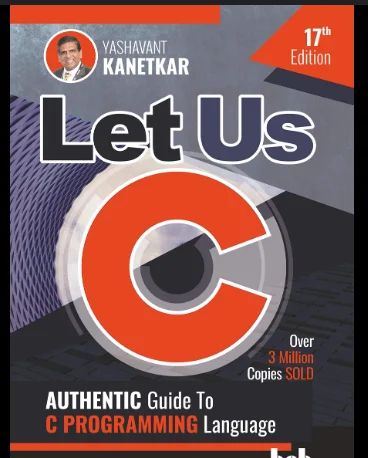 YASHAVANT
KANETKAR
17th
Edition
Let Us
C
Over
3 Million
Copies SOLD
AUTHENTIC Guide To
C PROGRAMMING Language